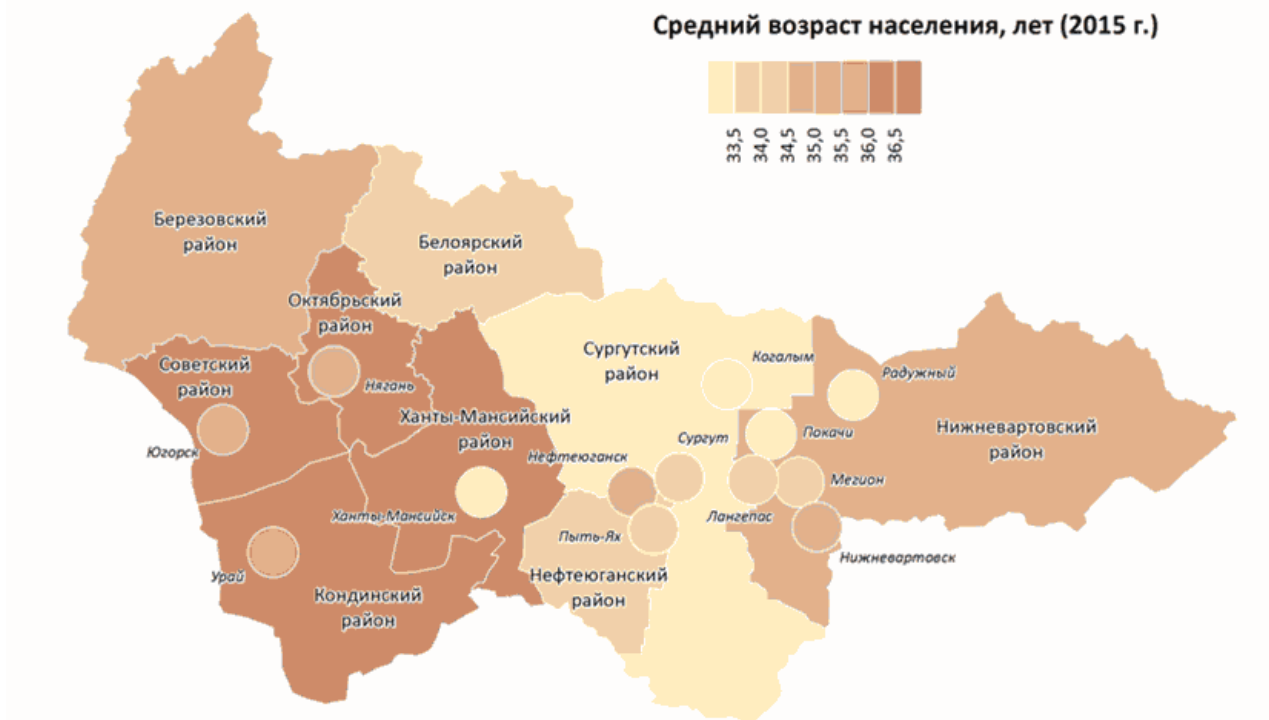 Средний возраст населения, лет (2015 г.)
33,5
34,0
34,5
35,0
35,5
36,0
36,5
Березовский
район
Белоярский
район
Октябрьский
район
Советский
район
Нягань
Югорск
Ханты-Мансийский
район
Ханты-Мансийск
Урай
Кондинский
район
Сургутский
район
Когалым
Радужный
Покачи
Нижневартовский
район
Сургут
Нефтеюганск
Мегион
Лангепас
Пыть-Ях
Нижневартовск
Нефтеюганский
район